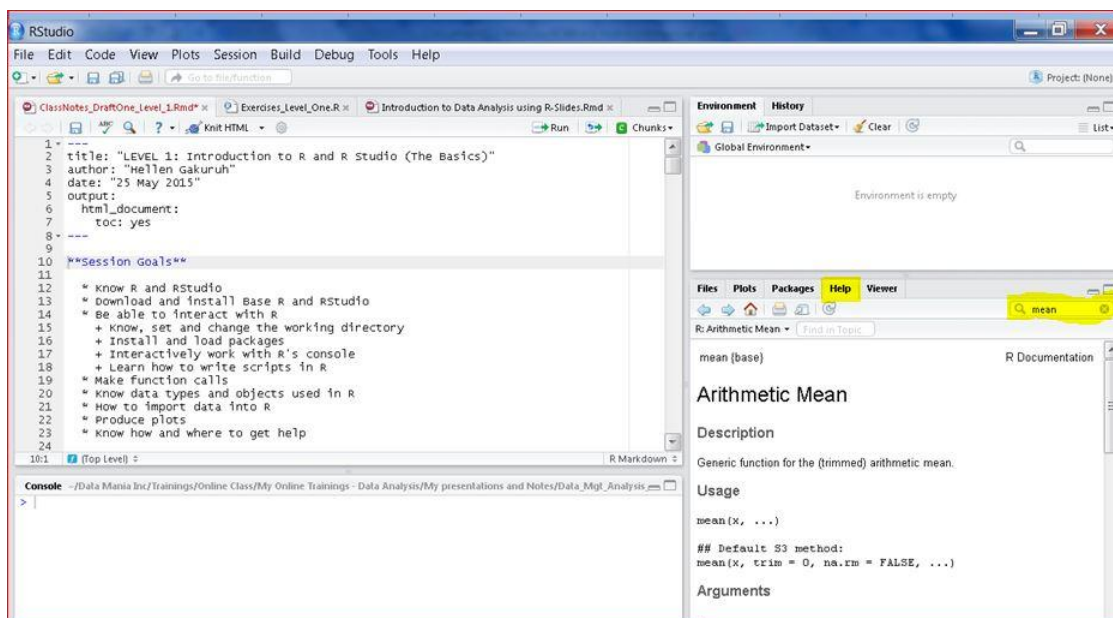 RStudio
File Edit Code View Plots Session Build Debug Tools Help
Go to file/function
Project: (None)
ClassNotes_DraftOne_Level_1.Rmd* × Exercises_Level_One.R × Introduction to Data Analysis using R-Slides.Rmd ×
ABC ? Knit HTML Run Chunks
1 ---
2 title: "LEVEL 1: Introduction to R and R Studio (The Basics)"
3 author: "Hellen Gakuruh"
4 date: "25 May 2015"
5 output:
6 html_document:
7 toc: yes
8 ---
9
10 **Session Goals**
11
12 * Know R and RStudio
13 * Download and install Base R and RStudio
14 * Be able to interact with R
15 + Know, set and change the working directory
16 + Install and load packages
17 + Interactively work with R's console
18 + Learn how to write scripts in R
19 * Make function calls
20 * Know data types and objects used in R
21 * How to import data into R
22 * Produce plots
23 * Know how and where to get help
24
10:1 (Top Level) R Markdown
Console ~/Data Mania Inc/Trainings/Online Class/My Online Trainings - Data Analysis/My presentations and Notes/Data_Mgt_Analysis
>
Environment History
Import Dataset Clear List
Global Environment
Environment is empty
Files Plots Packages Help Viewer
mean
R: Arithmetic Mean Find in Topic
mean {base} R Documentation
Arithmetic Mean
Description
Generic function for the (trimmed) arithmetic mean.
Usage
mean(x, ...)
## Default S3 method:
mean(x, trim = 0, na.rm = FALSE, ...)
Arguments